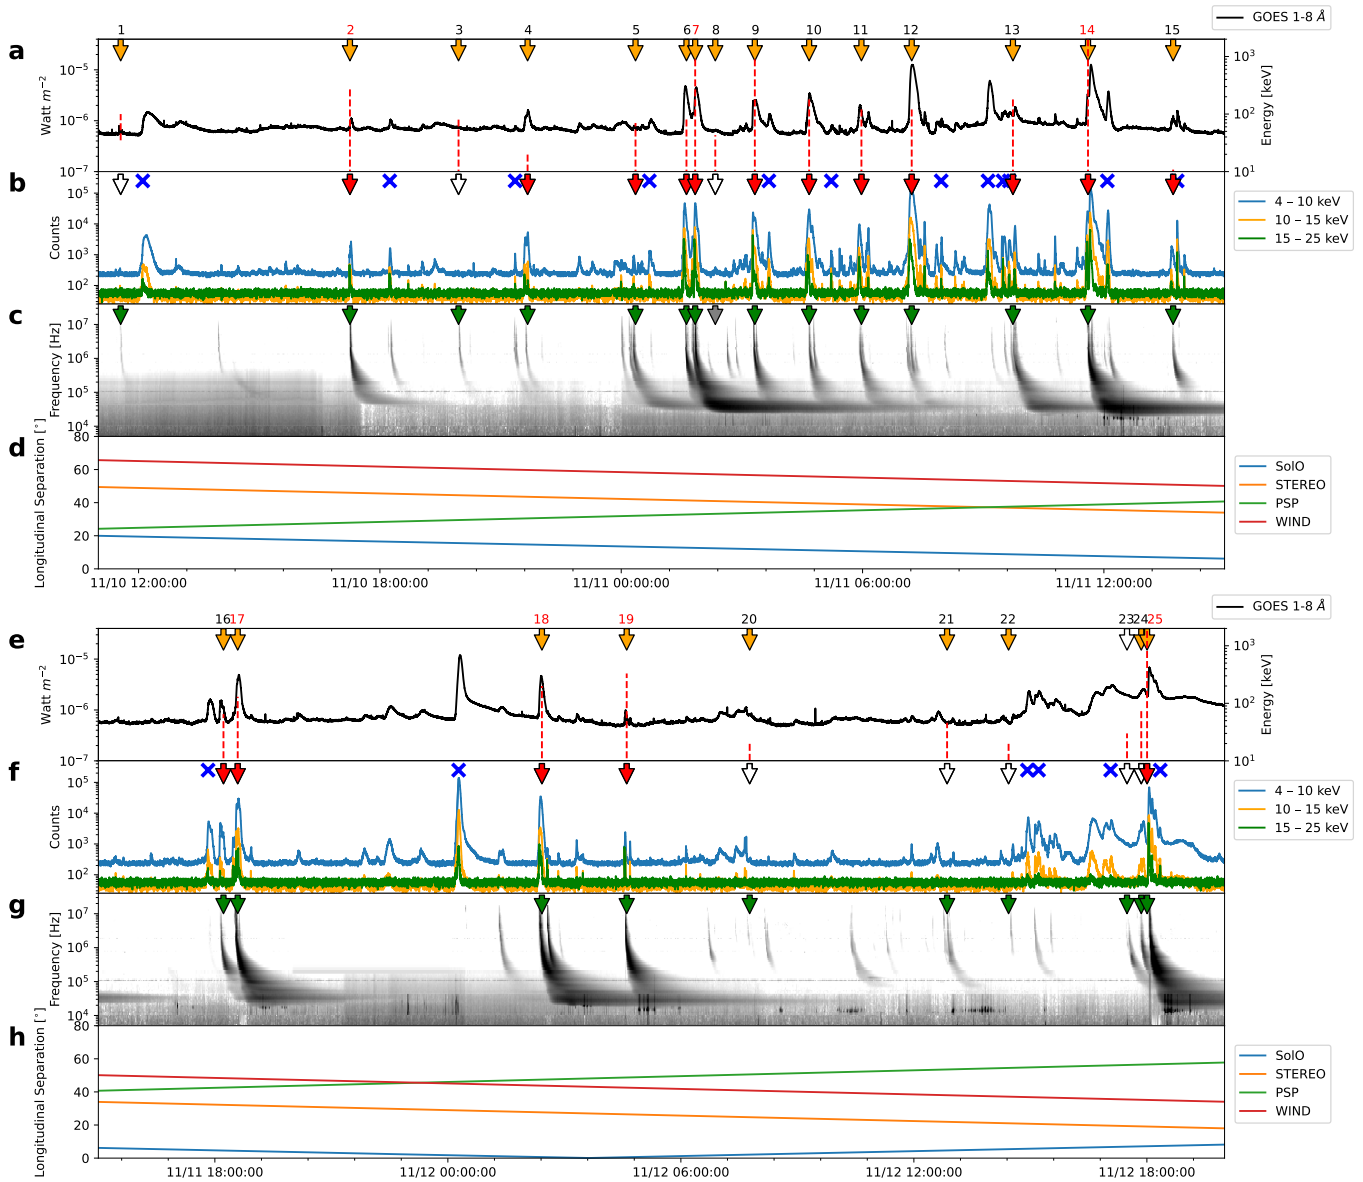 GOES 1-8 Å
a
1 2 3 4 5 6 7 8 9 10 11 12 13 14 15
Watt m⁻²
10⁻⁵
10⁻⁶
10⁻⁷
10³
10²
10¹
Energy [keV]
b
Counts
10⁵
10⁴
10³
10²
4 – 10 keV
10 – 15 keV
15 – 25 keV
c
Frequency [Hz]
10⁷
10⁶
10⁵
10⁴
d
Longitudinal Separation [°]
80
60
40
20
0
SolO
STEREO
PSP
WIND
11/10 12:00:00 11/10 18:00:00 11/11 00:00:00 11/11 06:00:00 11/11 12:00:00
GOES 1-8 Å
e
16 17 18 19 20 21 22 23 24 25
Watt m⁻²
10⁻⁵
10⁻⁶
10⁻⁷
10³
10²
10¹
Energy [keV]
f
Counts
10⁵
10⁴
10³
10²
4 – 10 keV
10 – 15 keV
15 – 25 keV
g
Frequency [Hz]
10⁷
10⁶
10⁵
10⁴
h
Longitudinal Separation [°]
80
60
40
20
0
SolO
STEREO
PSP
WIND
11/11 18:00:00 11/12 00:00:00 11/12 06:00:00 11/12 12:00:00 11/12 18:00:00